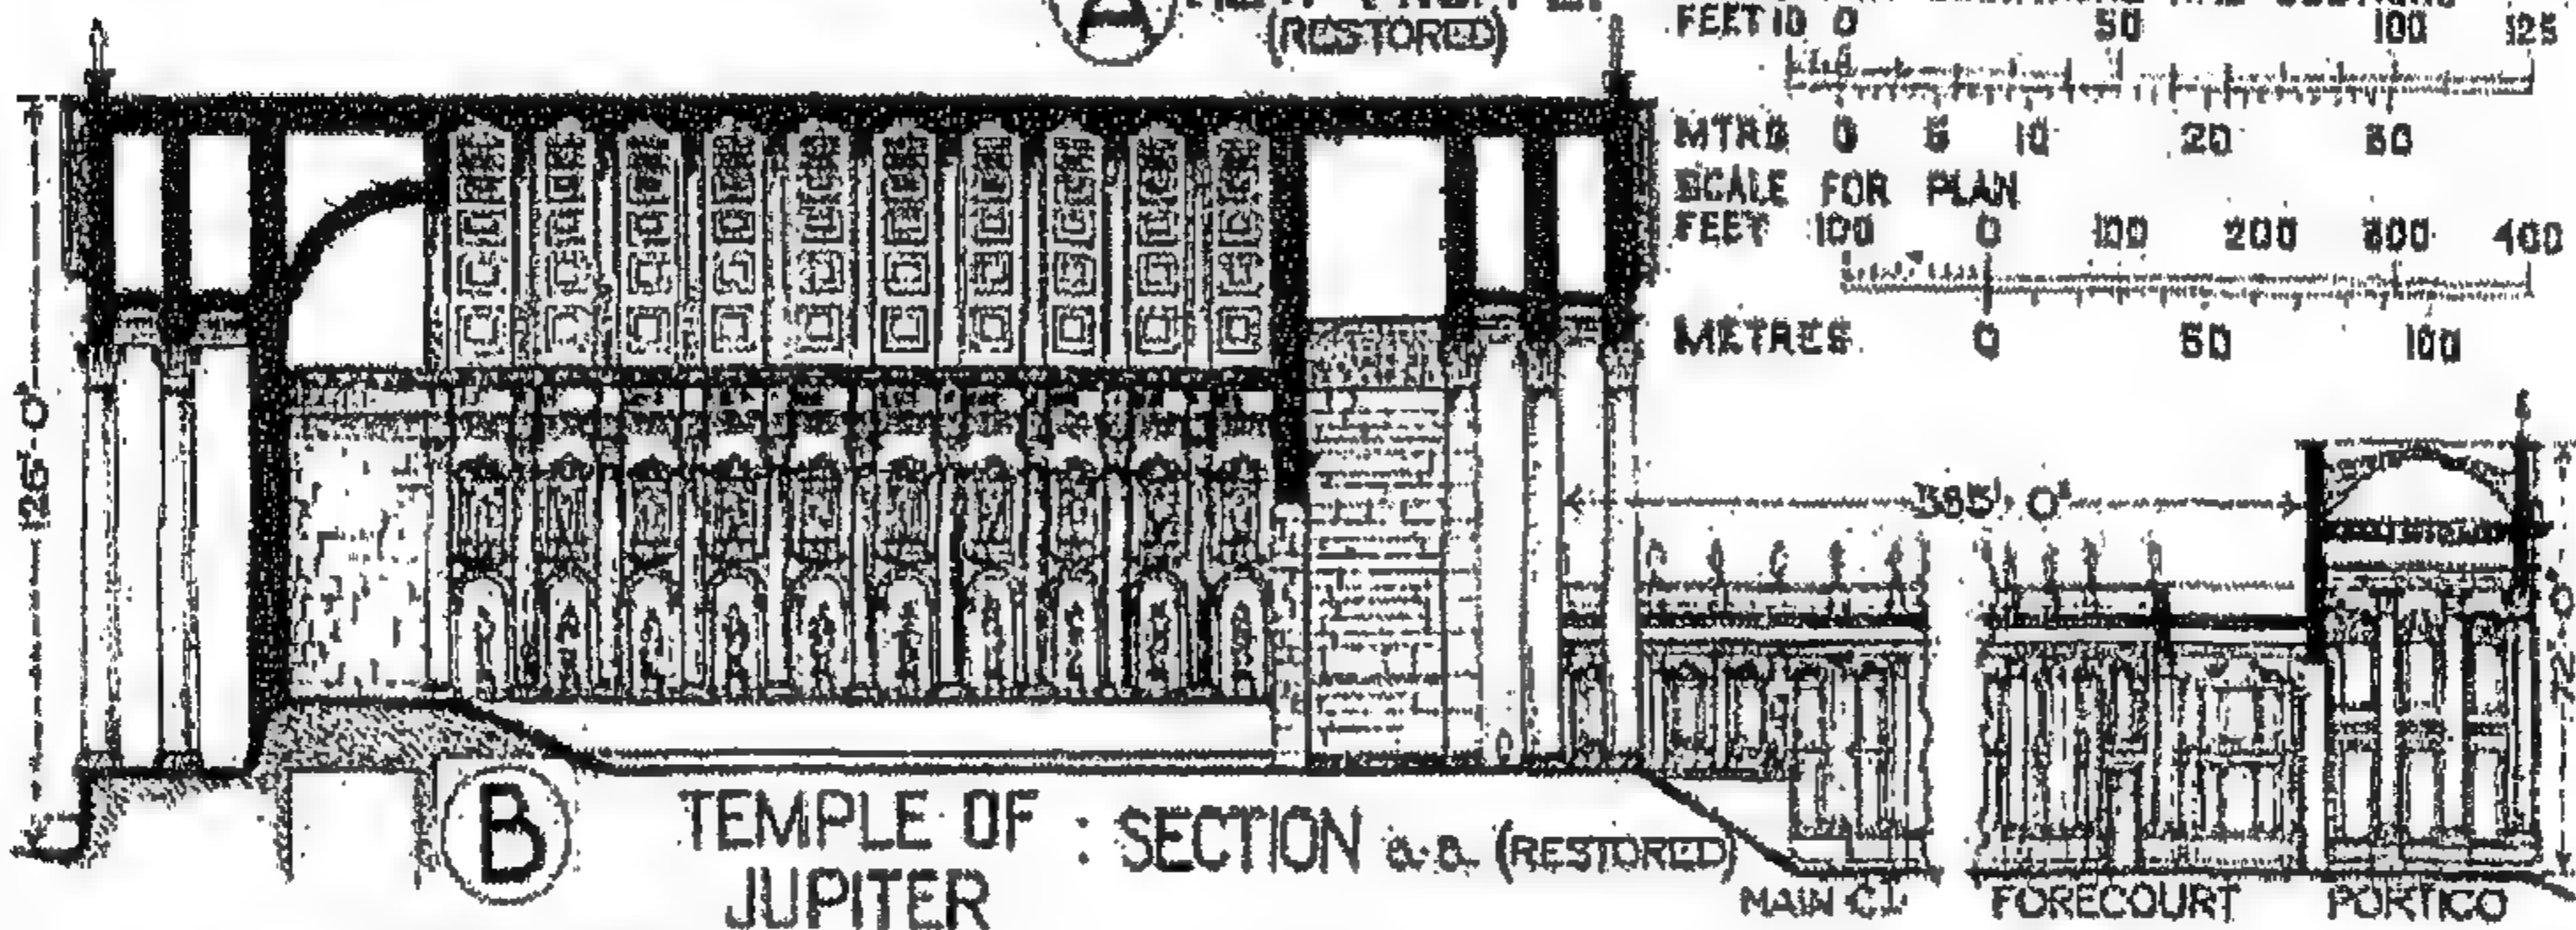 A
(RESTORED)
FEET 10 0 50 100 125
MTRS 0 5 10 20 30
SCALE FOR PLAN
FEET 100 0 100 200 300 400
METRES 0 50 100
126'-0"
385'-0"
B TEMPLE OF JUPITER : SECTION a.a. (RESTORED)
MAIN CT.
FORECOURT
PORTICO